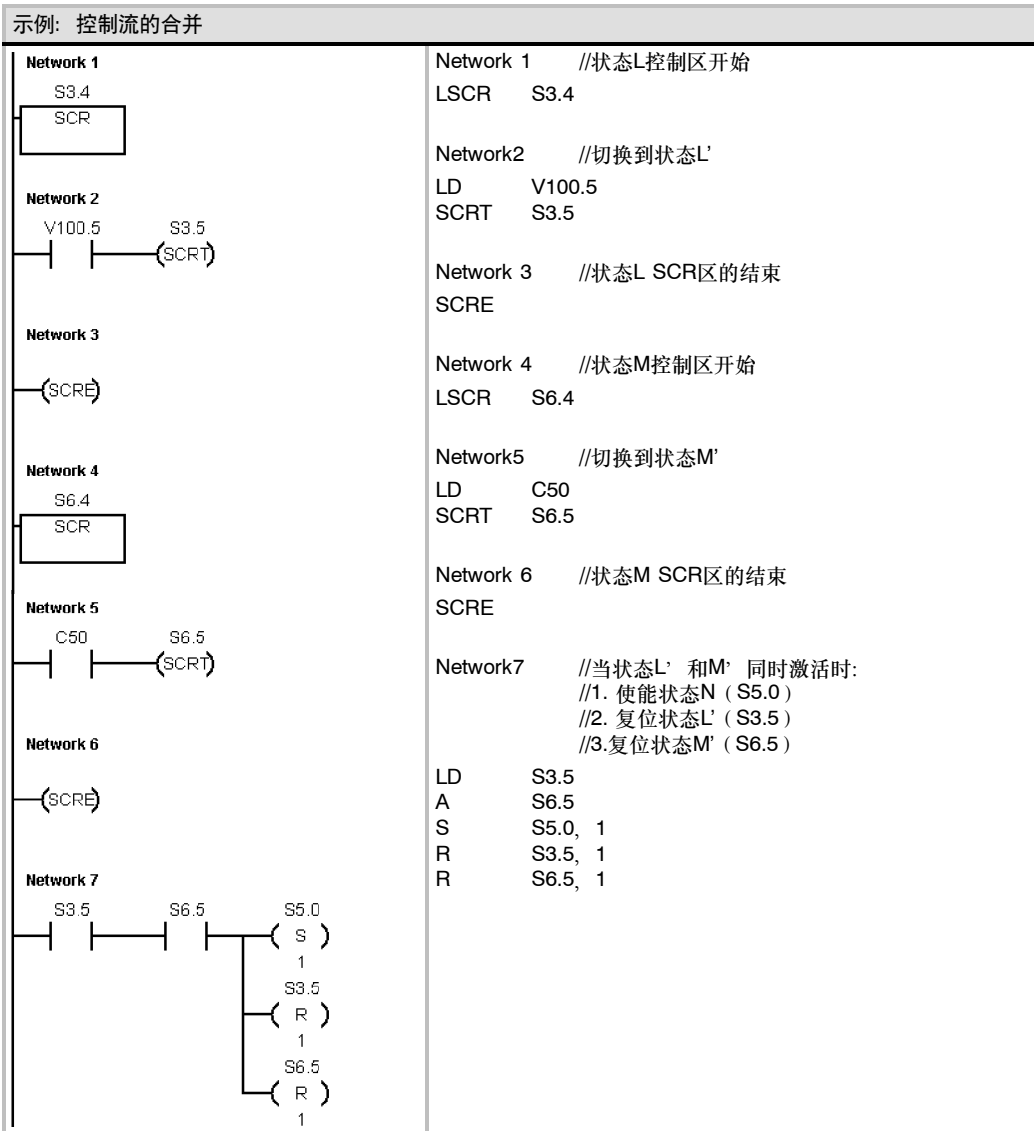 示例: 控制流的合并
Network 1
S3.4
SCR
Network 2
V100.5 S3.5
SCRT
Network 3
SCRE
Network 4
S6.4
SCR
Network 5
C50 S6.5
SCRT
Network 6
SCRE
Network 7
S3.5 S6.5 S5.0
S
1
S3.5
R
1
S6.5
R
1
Network 1 //状态L控制区开始
LSCR S3.4
Network2 //切换到状态L'
LD V100.5
SCRT S3.5
Network 3 //状态L SCR区的结束
SCRE
Network 4 //状态M控制区开始
LSCR S6.4
Network5 //切换到状态M'
LD C50
SCRT S6.5
Network 6 //状态M SCR区的结束
SCRE
Network7 //当状态L' 和M' 同时激活时:
//1. 使能状态N（S5.0）
//2. 复位状态L'（S3.5）
//3.复位状态M'（S6.5）
LD S3.5
A S6.5
S S5.0, 1
R S3.5, 1
R S6.5, 1